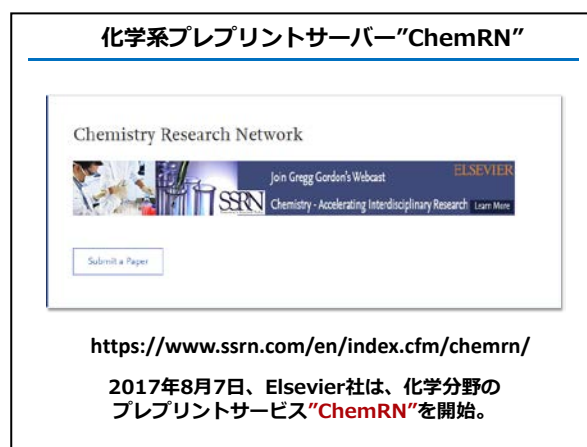 化学系プレプリントサーバー”ChemRN”
Chemistry Research Network
Join Gregg Gordon's Webcast
ELSEVIER
SSRN
Chemistry - Accelerating Interdisciplinary Research
Learn More
Submit a Paper
https://www.ssrn.com/en/index.cfm/chemrn/
2017年8月7日、Elsevier社は、化学分野の
プレプリントサービス”ChemRN”を開始。